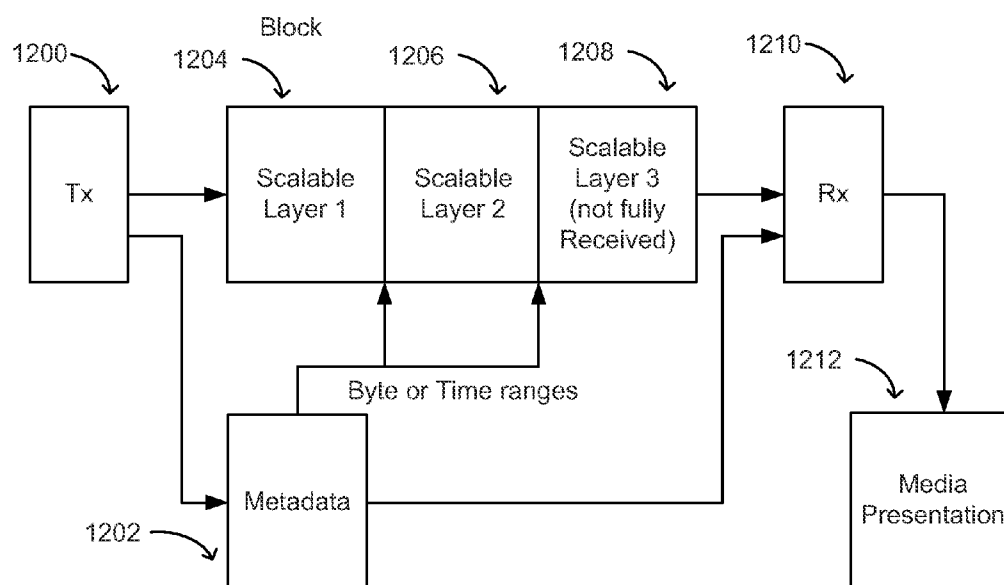 Block
1200
1204
1206
1208
1210
Tx
Scalable
Layer 1
Scalable
Layer 2
Scalable
Layer 3
(not fully
Received)
Rx
Byte or Time ranges
1212
Metadata
1202
Media
Presentation